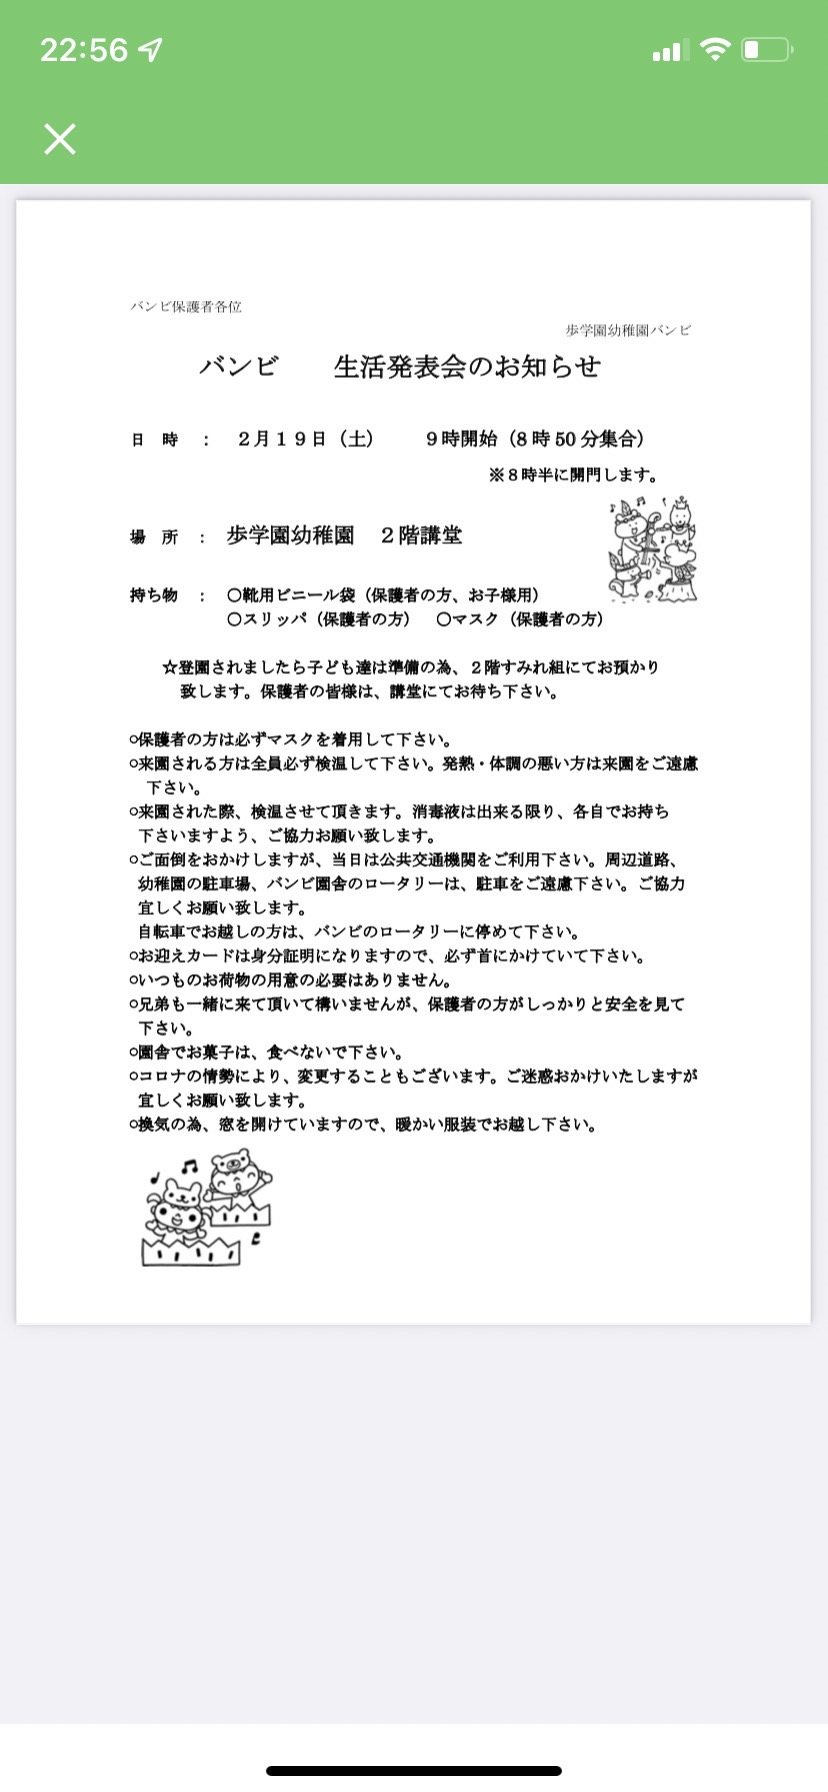 22:56
バンビ保護者各位
歩学園幼稚園バンビ
バンビ　　生活発表会のお知らせ
日　時　：　２月１９日（土）　　９時開始（８時 50 分集合）
※８時半に開門します。
場　所　：　歩学園幼稚園　２階講堂
持ち物　：　〇靴用ビニール袋（保護者の方、お子様用）
〇スリッパ（保護者の方）　〇マスク（保護者の方）
☆登園されましたら子ども達は準備の為、２階すみれ組にてお預かり
致します。保護者の皆様は、講堂にてお待ち下さい。
○保護者の方は必ずマスクを着用して下さい。
○来園される方は全員必ず検温して下さい。発熱・体調の悪い方は来園をご遠慮
下さい。
○来園された際、検温させて頂きます。消毒液は出来る限り、各自でお持ち
下さいますよう、ご協力お願い致します。
○ご面倒をおかけしますが、当日は公共交通機関をご利用下さい。周辺道路、
幼稚園の駐車場、バンビ園舎のロータリーは、駐車をご遠慮下さい。ご協力
宜しくお願い致します。
自転車でお越しの方は、バンビのロータリーに停めて下さい。
○お迎えカードは身分証明になりますので、必ず首にかけていて下さい。
○いつものお荷物の用意の必要はありません。
○兄弟も一緒に来て頂いて構いませんが、保護者の方がしっかりと安全を見て
下さい。
○園舎でお菓子は、食べないで下さい。
○コロナの情勢により、変更することもございます。ご迷惑おかけいたしますが
宜しくお願い致します。
○換気の為、窓を開けていますので、暖かい服装でお越し下さい。